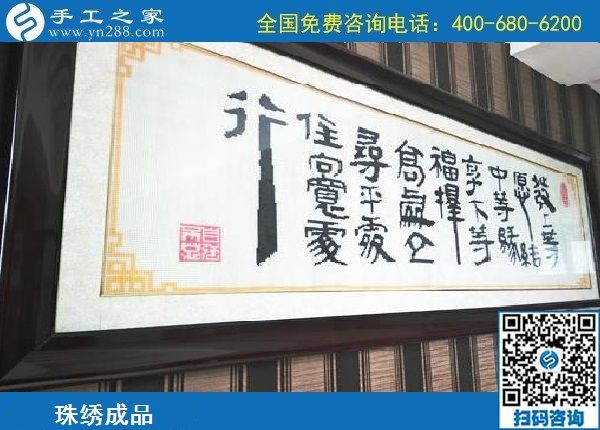 手工之家
www.yn288.com
全国免费咨询电话：400-680-6200
發上等
愿結
中等緣
享下等
福擇
高處立
尋平處
住向寬處
行
珠绣成品
扫码咨询